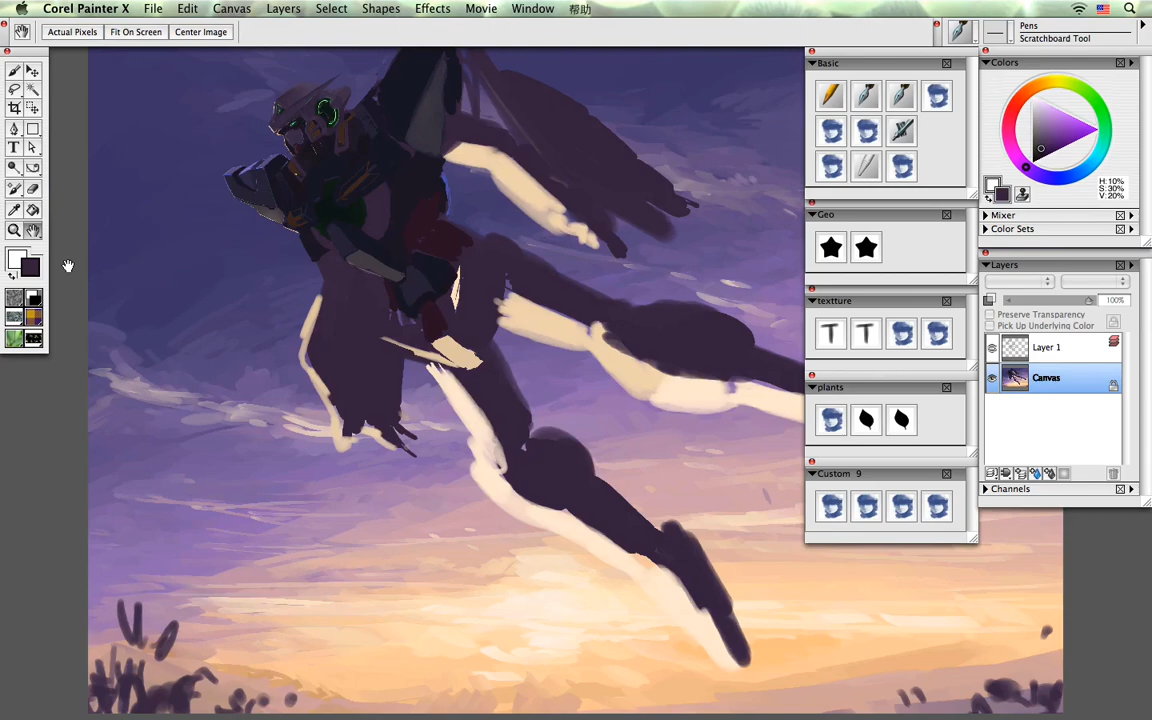 Corel Painter X File Edit Canvas Layers Select Shapes Effects Movie Window 帮助
Actual Pixels Fit On Screen Center Image
Pens
Scratchboard Tool
Basic
Geo
textture
T T
plants
Custom 9
T
Colors
H:10%
S:30%
V:20%
Mixer
Color Sets
Layers
100%
Preserve Transparency
Pick Up Underlying Color
Layer 1
Canvas
Channels